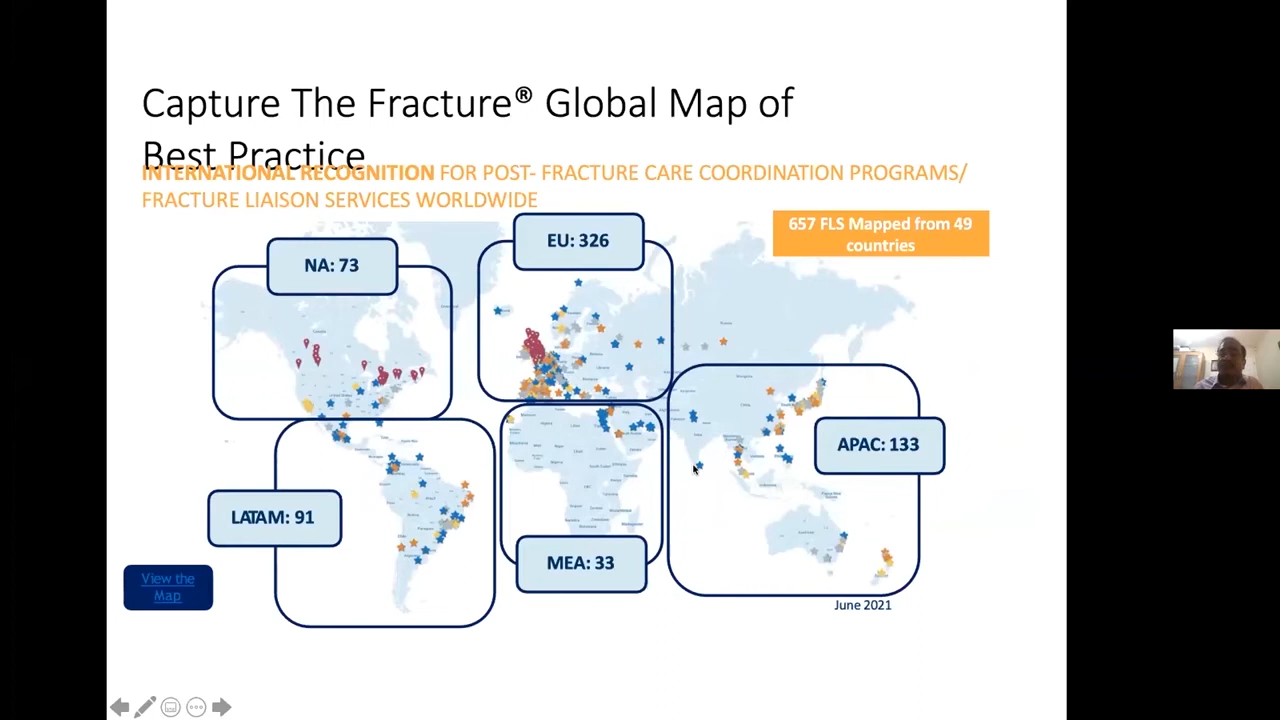 Capture The Fracture® Global Map of
Best Practice
INTERNATIONAL RECOGNITION FOR POST- FRACTURE CARE COORDINATION PROGRAMS/
FRACTURE LIAISON SERVICES WORLDWIDE
657 FLS Mapped from 49
countries
EU: 326
NA: 73
APAC: 133
LATAM: 91
MEA: 33
View the
Map
June 2021